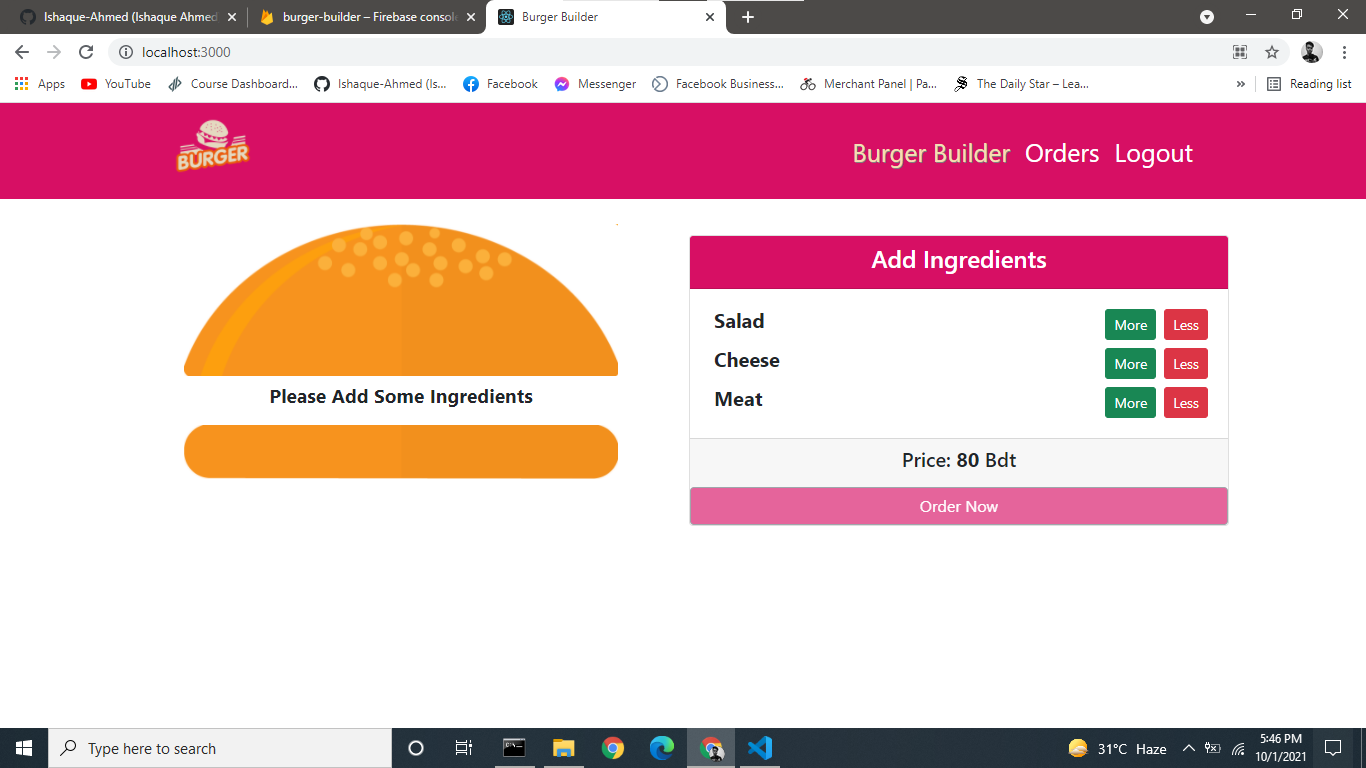 Ishaque-Ahmed (Ishaque Ahmed
burger-builder – Firebase console
Burger Builder
localhost:3000
Apps
YouTube
Course Dashboard...
Ishaque-Ahmed (Is...
Facebook
Messenger
Facebook Business...
Merchant Panel | Pa...
The Daily Star – Lea...
»
Reading list
BURGER
Burger Builder Orders Logout
Please Add Some Ingredients
Add Ingredients
Salad More Less
Cheese More Less
Meat More Less
Price: 80 Bdt
Order Now
Type here to search
31°C Haze
5:46 PM
10/1/2021